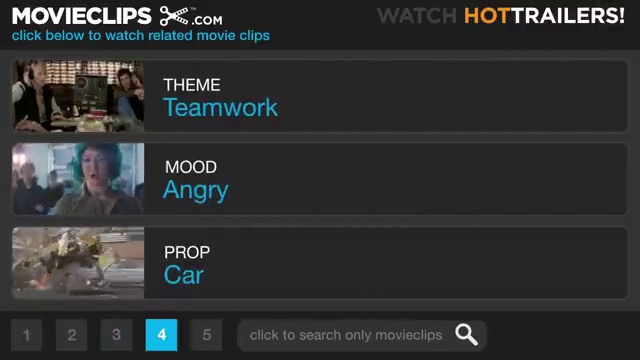 MOVIECLIPS.COM
WATCH HOTTRAILERS!
click below to watch related movie clips
THEME
Teamwork
MOOD
Angry
PROP
Car
1 2 3 4 5 click to search only movieclips